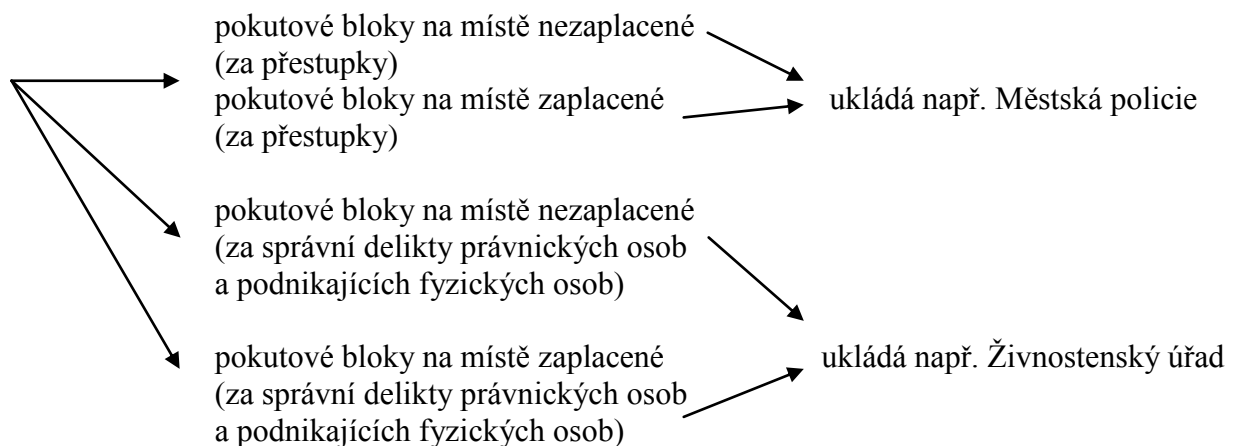 pokutové bloky na místě nezaplacené
(za přestupky)
pokutové bloky na místě zaplacené
(za přestupky)
ukládá např. Městská policie
pokutové bloky na místě nezaplacené
(za správní delikty právnických osob
a podnikajících fyzických osob)
pokutové bloky na místě zaplacené
(za správní delikty právnických osob
a podnikajících fyzických osob)
ukládá např. Živnostenský úřad